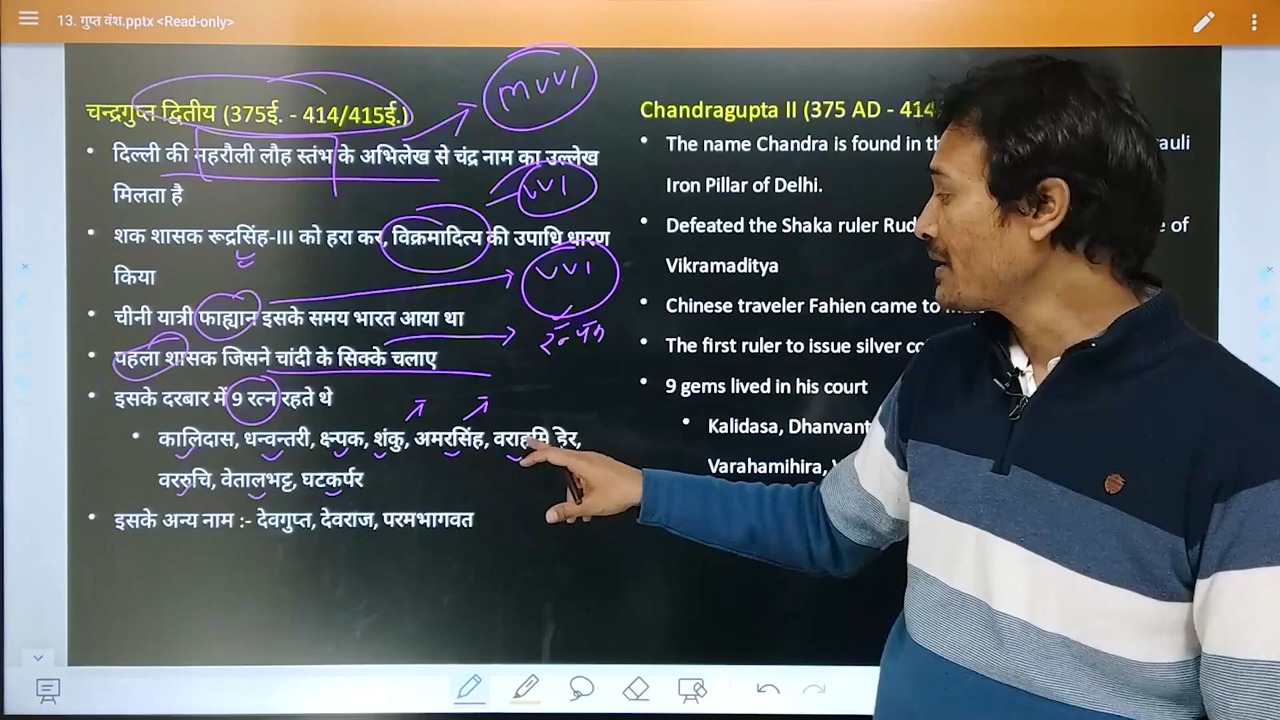 13. गुप्त वंश.pptx <Read-only>
चन्द्रगुप्त द्वितीय (375ई. - 414/415ई.)
दिल्ली की महरौली लौह स्तंभ के अभिलेख से चंद्र नाम का उल्लेख
मिलता है
शक शासक रूद्रसिंह-III को हरा कर, विक्रमादित्य की उपाधि धारण
किया
चीनी यात्री फाह्यान इसके समय भारत आया था
पहला शासक जिसने चांदी के सिक्के चलाए
इसके दरबार में 9 रत्न रहते थे
कालिदास, धन्वन्तरी, क्ष्न्पक, शंकु, अमरसिंह, वराहमि हेर,
वररुचि, वेतालभट्ट, घटकर्पर
इसके अन्य नाम :- देवगुप्त, देवराज, परमभागवत
MVVI
VVI
VVI
Chandragupta II (375 AD - 414
The name Chandra is found in th
Iron Pillar of Delhi.
Defeated the Shaka ruler Rud e of
Vikramaditya
Chinese traveler Fahien came to
The first ruler to issue silver co
9 gems lived in his court
Kalidasa, Dhanvant
Varahamihira,